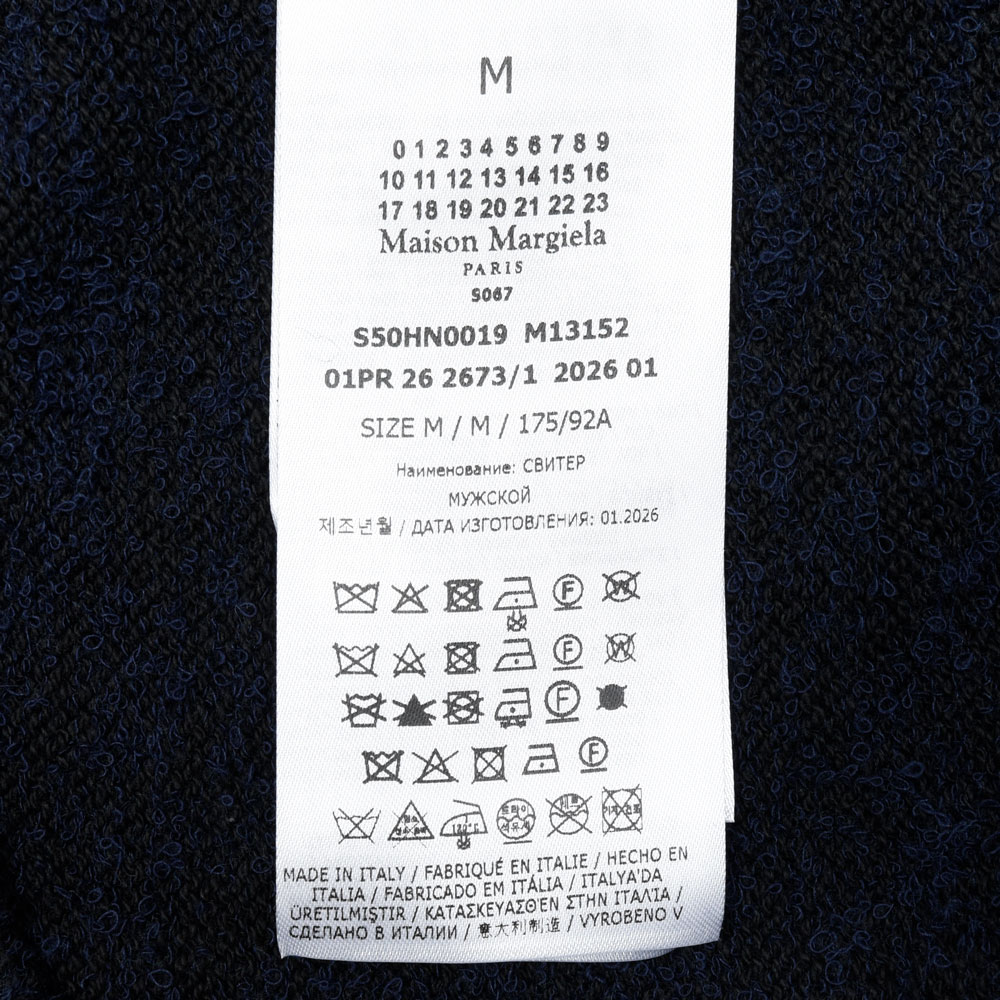 M
0 1 2 3 4 5 6 7 8 9
10 11 12 13 14 15 16
17 18 19 20 21 22 23
Maison Margiela
PARIS
S067
S50HN0019 M13152
01PR 26 2673/1 2026 01
SIZE M / M / 175/92A
Наименование: СВИТЕР
МУЖСКОЙ
제조년월 / ДАТА ИЗГОТОВЛЕНИЯ: 01.2026
F W
F W
F
F
MADE IN ITALY / FABRIQUÉ EN ITALIE / HECHO EN
ITALIA / FABRICADO EM ITÁLIA / ITALYA'DA
ÜRETILMIŞTIR / ΚΑΤΑΣΚΕΥΑΣΘΈΝ ΣΤΗΝ ΙΤΑΛΊΑ /
СДЕЛАНО В ИТАЛИИ / 意大利制造 / VYROBENO V